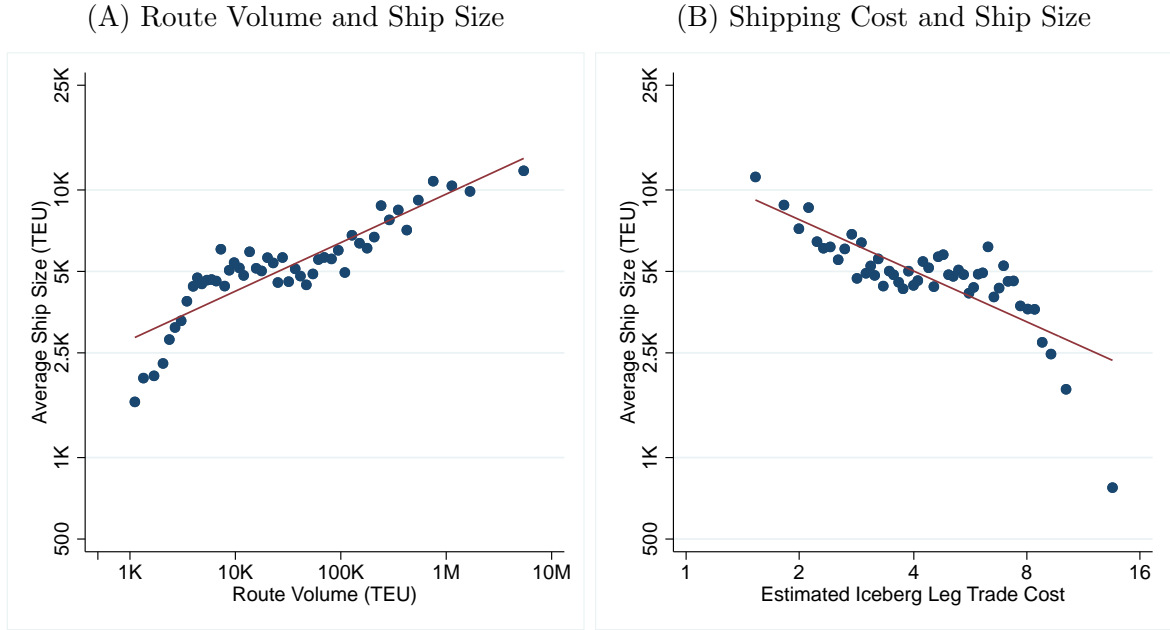 (A) Route Volume and Ship Size
Average Ship Size (TEU)
25K
10K
5K
2.5K
1K
500
1K 10K 100K 1M 10M
Route Volume (TEU)
(B) Shipping Cost and Ship Size
Average Ship Size (TEU)
25K
10K
5K
2.5K
1K
500
1 2 4 8 16
Estimated Iceberg Leg Trade Cost